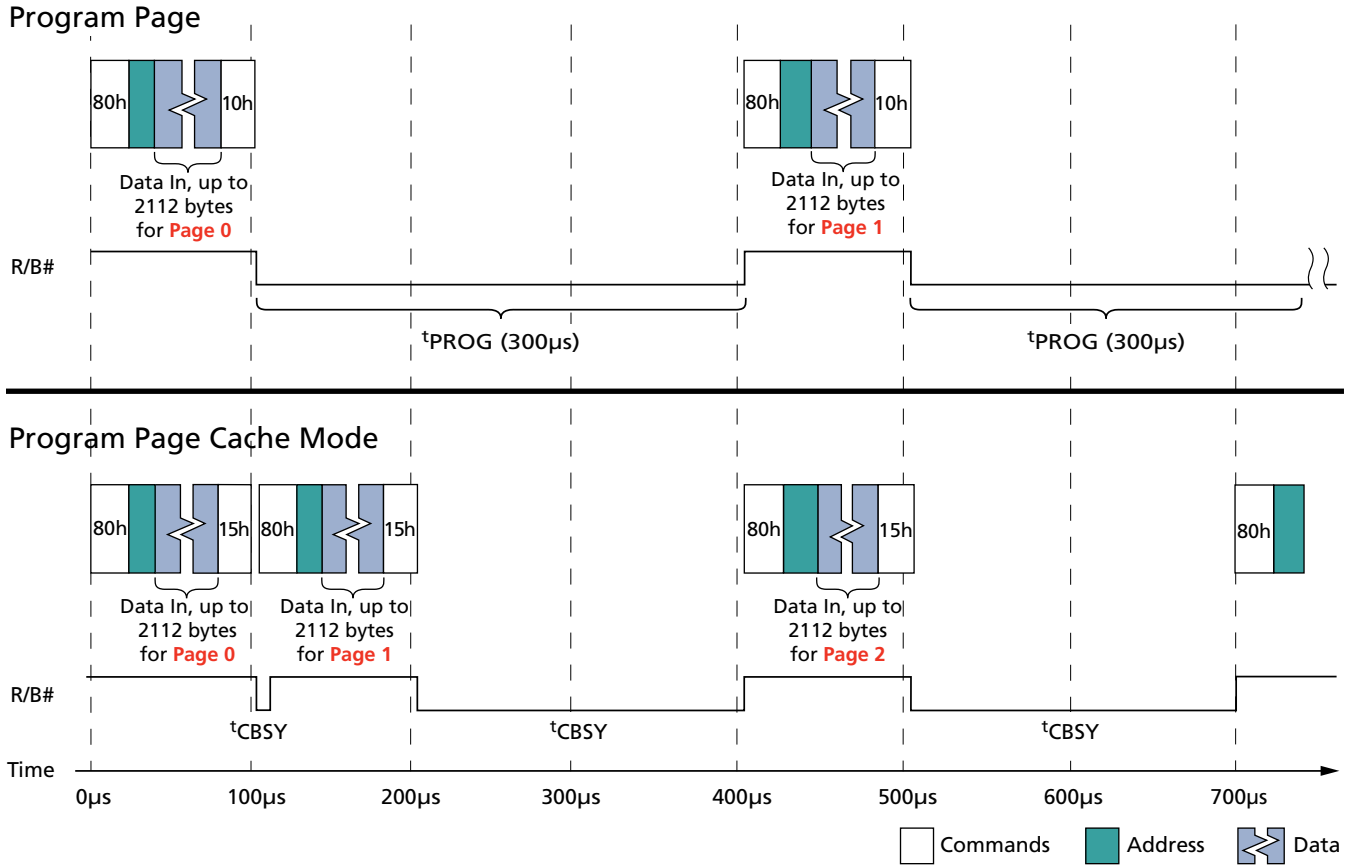 Program Page
80h 10h 80h 10h
Data In, up to
2112 bytes
for Page 0
Data In, up to
2112 bytes
for Page 1
R/B#
tPROG (300µs) tPROG (300µs)
Program Page Cache Mode
80h 15h 80h 15h 80h 15h 80h
Data In, up to
2112 bytes
for Page 0
Data In, up to
2112 bytes
for Page 1
Data In, up to
2112 bytes
for Page 2
R/B#
tCBSY tCBSY tCBSY
Time
0µs 100µs 200µs 300µs 400µs 500µs 600µs 700µs
Commands Address Data